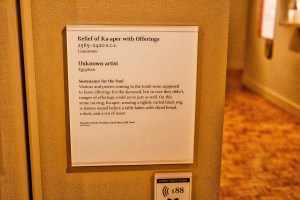 Relief of Ka-aper with Offerings
2565–2420 B.C.E.
Limestone
Unknown artist
Egyptian
Sustenance for the Soul
Visitors and priests coming to the tomb were supposed
to leave offerings for the deceased, but in case they didn't,
images of offerings could serve just as well. On this
stone carving, Ka-aper, wearing a tightly curled black wig,
is shown seated before a table laden with sliced bread,
a duck, and a cut of meat.
188